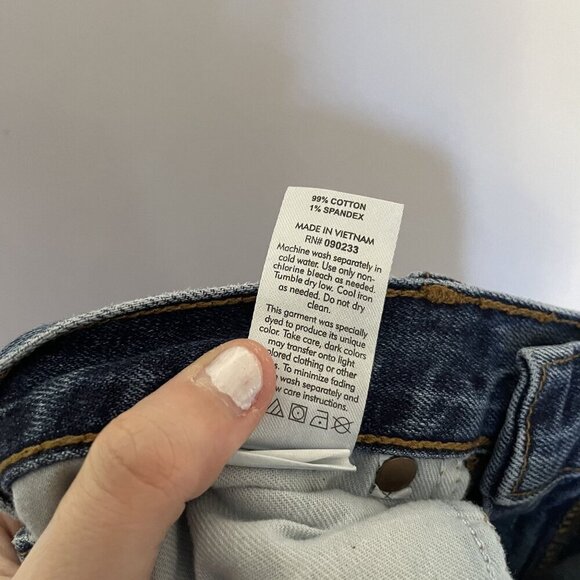 99% COTTON
1% SPANDEX
MADE IN VIETNAM
RN# 090233
Machine wash separately in
cold water. Use only non-
chlorine bleach as needed.
Tumble dry low. Cool iron
as needed. Do not dry
clean.
This garment was specially
dyed to produce its unique
color. Take care, dark colors
may transfer onto light
clothing or other
To minimize fading
wash separately and
care instructions.